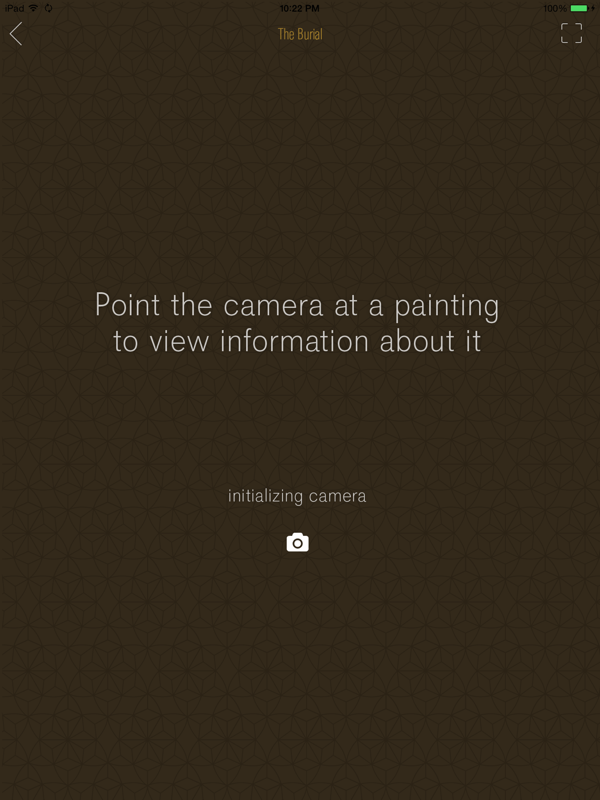 iPad 10:22 PM 100%
The Burial
Point the camera at a painting
to view information about it
initializing camera